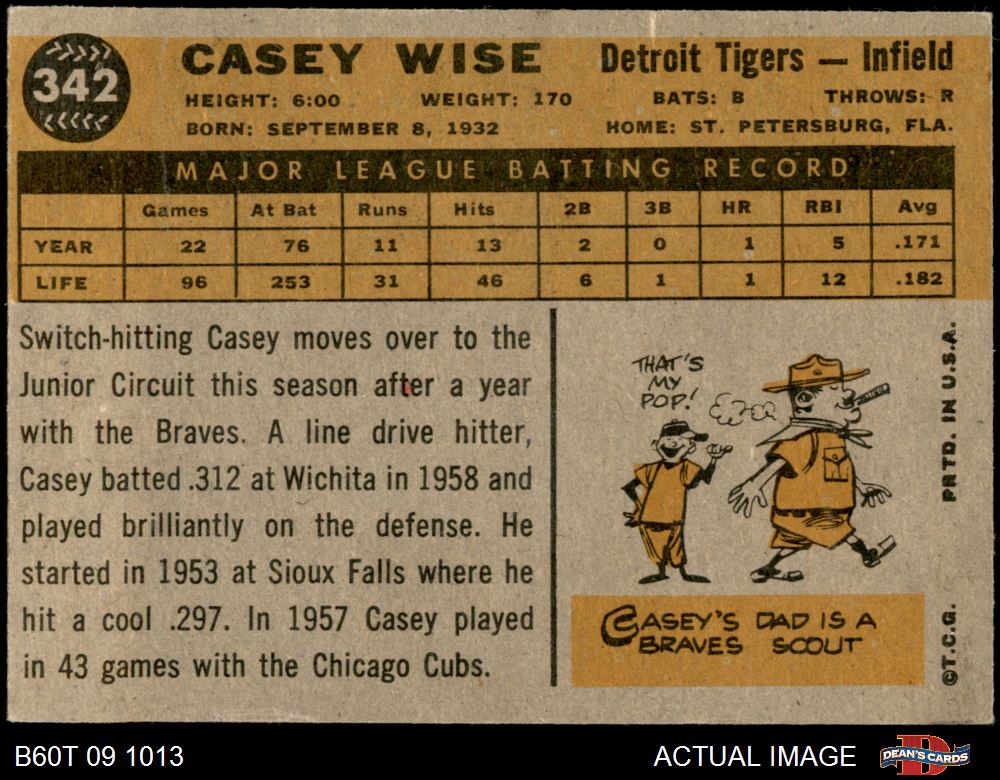 342
CASEY WISE
Detroit Tigers — Infield
HEIGHT: 6:00 WEIGHT: 170 BATS: B THROWS: R
BORN: SEPTEMBER 8, 1932 HOME: ST. PETERSBURG, FLA.
MAJOR LEAGUE BATTING RECORD
Games At Bat Runs Hits 2B 3B HR RBI Avg
YEAR 22 76 11 13 2 0 1 5 .171
LIFE 96 253 31 46 6 1 1 12 .182
Switch-hitting Casey moves over to the
Junior Circuit this season after a year
with the Braves. A line drive hitter,
Casey batted .312 at Wichita in 1958 and
played brilliantly on the defense. He
started in 1953 at Sioux Falls where he
hit a cool .297. In 1957 Casey played
in 43 games with the Chicago Cubs.
THAT'S
MY
POP!
CASEY'S DAD IS A
BRAVES SCOUT
©T.C.G. PRTD. IN U.S.A.
B60T 09 1013
ACTUAL IMAGE
DEAN'S CARDS